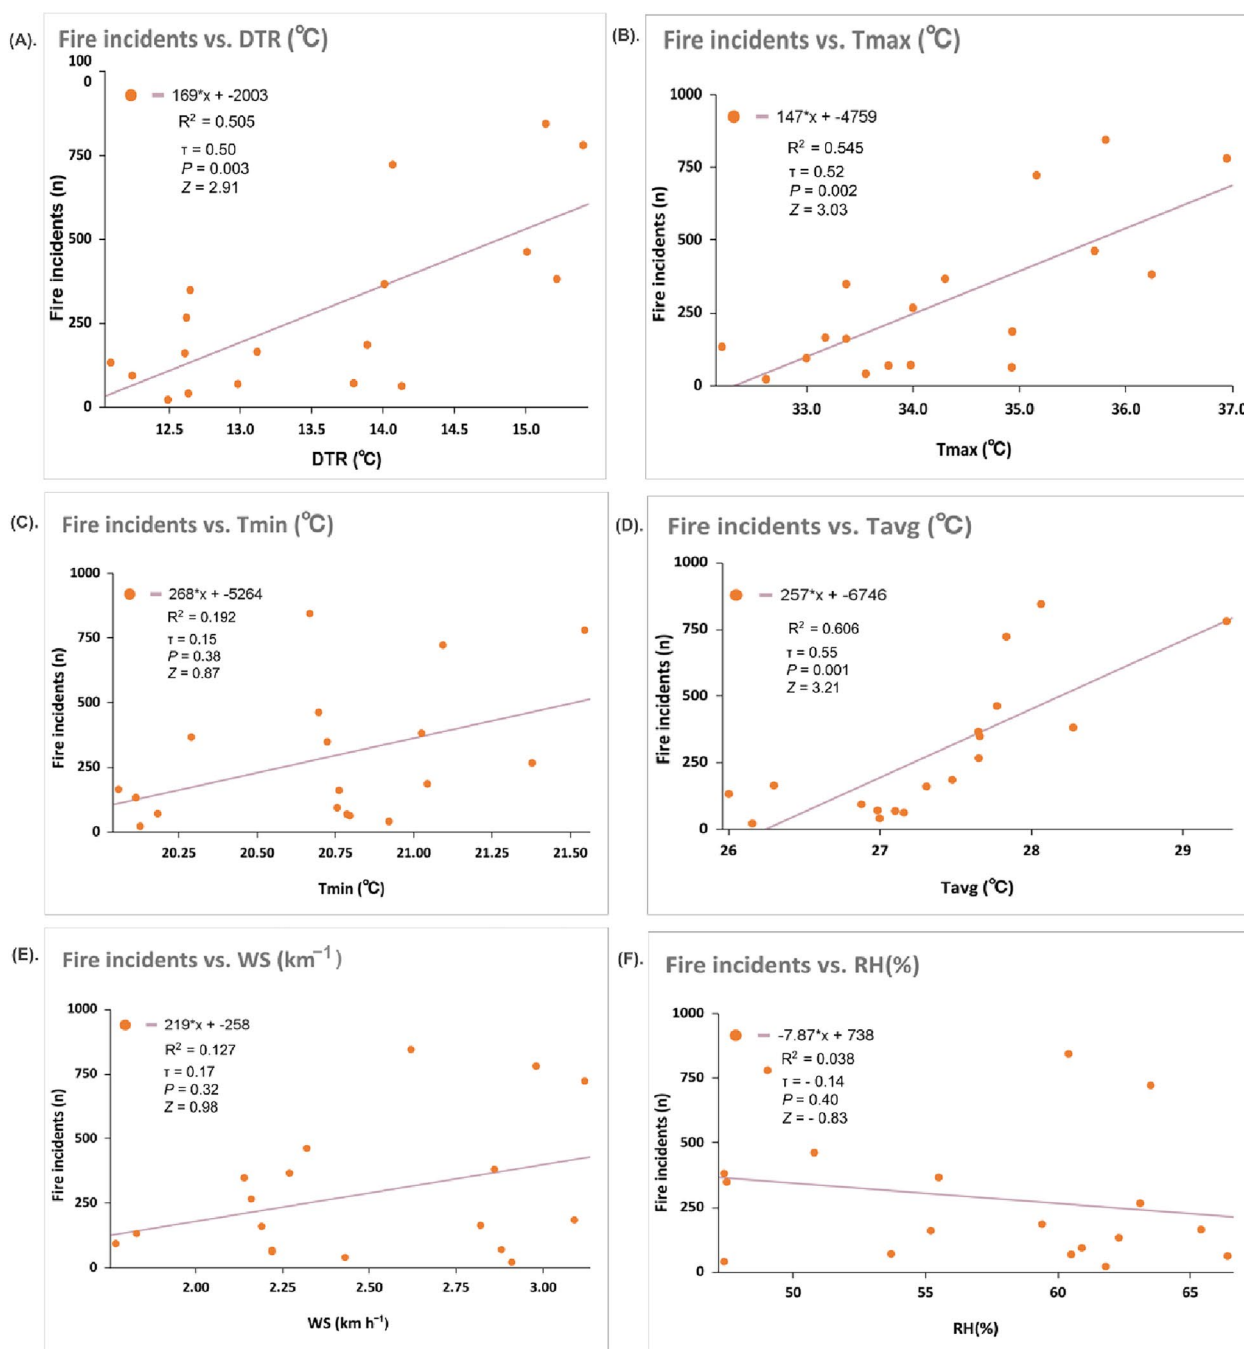 (A). Fire incidents vs. DTR (℃)
100
0
750
500
250
0
Fire incidents (n)
169*x + -2003
R² = 0.505
τ = 0.50
P = 0.003
Z = 2.91
12.5 13.0 13.5 14.0 14.5 15.0
DTR (℃)
(B). Fire incidents vs. Tmax (℃)
1000
750
500
250
0
Fire incidents (n)
147*x + -4759
R² = 0.545
τ = 0.52
P = 0.002
Z = 3.03
33.0 34.0 35.0 36.0 37.0
Tmax (℃)
(C). Fire incidents vs. Tmin (℃)
1000
750
500
250
0
Fire incidents (n)
268*x + -5264
R² = 0.192
τ = 0.15
P = 0.38
Z = 0.87
20.25 20.50 20.75 21.00 21.25 21.50
Tmin (℃)
(D). Fire incidents vs. Tavg (℃)
1000
750
500
250
0
Fire incidents (n)
257*x + -6746
R² = 0.606
τ = 0.55
P = 0.001
Z = 3.21
26 27 28 29
Tavg (℃)
(E). Fire incidents vs. WS (km⁻¹)
1000
750
500
250
0
Fire incidents (n)
219*x + -258
R² = 0.127
τ = 0.17
P = 0.32
Z = 0.98
2.00 2.25 2.50 2.75 3.00
WS (km h⁻¹)
(F). Fire incidents vs. RH(%)
1000
750
500
250
0
Fire incidents (n)
-7.87*x + 738
R² = 0.038
τ = - 0.14
P = 0.40
Z = - 0.83
50 55 60 65
RH(%)